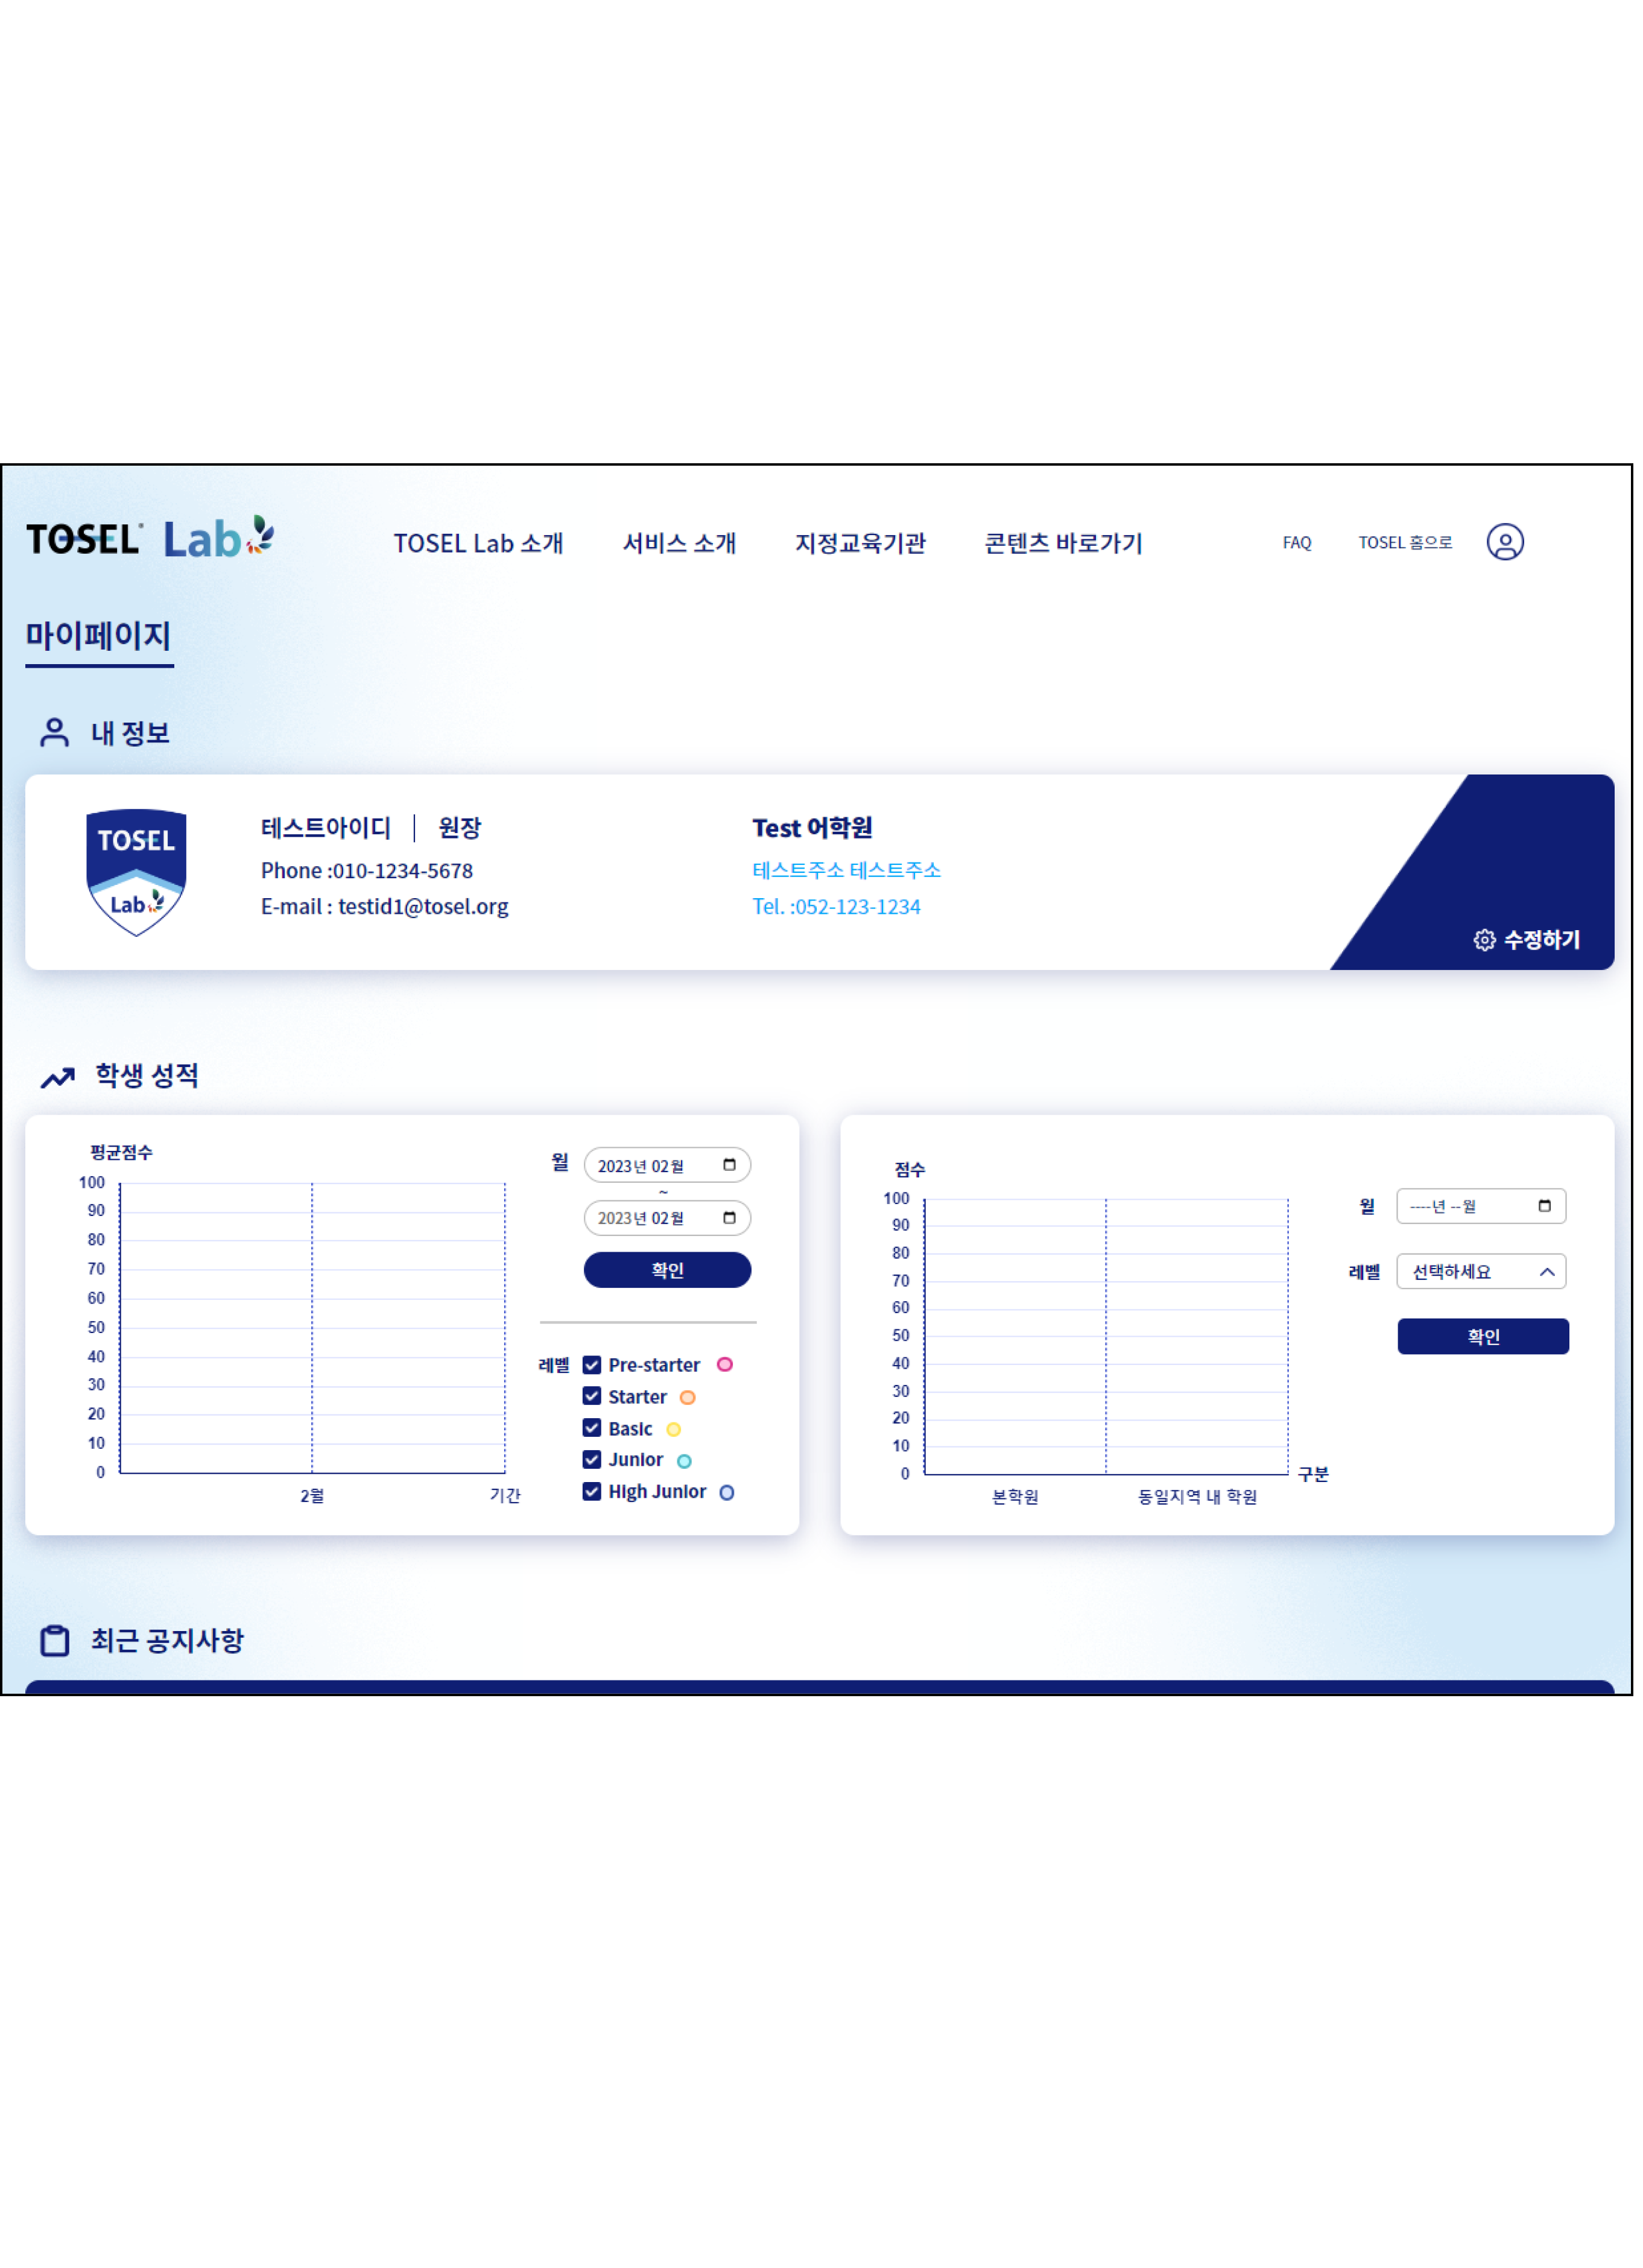 TOSEL Lab
TOSEL Lab 소개 서비스 소개 지정교육기관 콘텐츠 바로가기 FAQ TOSEL 홈으로
마이페이지
내 정보
TOSEL
Lab
테스트아이디 | 원장
Phone :010-1234-5678
E-mail : testid1@tosel.org
Test 어학원
테스트주소 테스트주소
Tel. :052-123-1234
수정하기
학생 성적
평균점수
100
90
80
70
60
50
40
30
20
10
0
2월 기간
월 2023년 02월
~
2023년 02월
확인
레벨 Pre-starter
Starter
Basic
Junior
High Junior
점수
100
90
80
70
60
50
40
30
20
10
0
구분
본학원 동일지역 내 학원
월 ----년 --월
레벨 선택하세요
확인
최근 공지사항